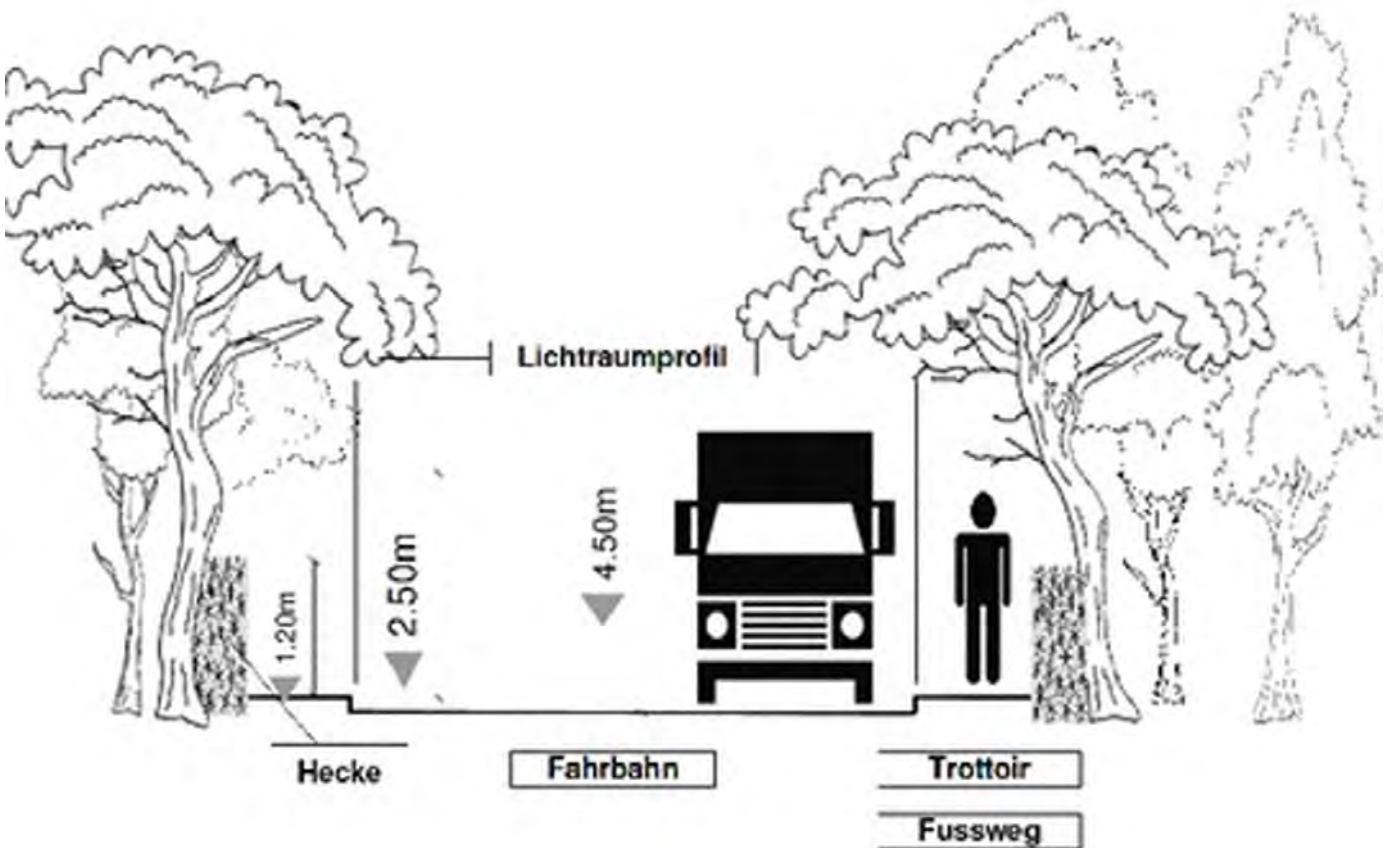 Lichtraumprofil
4.50m
2.50m
1.20m
Hecke
Fahrbahn
Trottoir
Fussweg